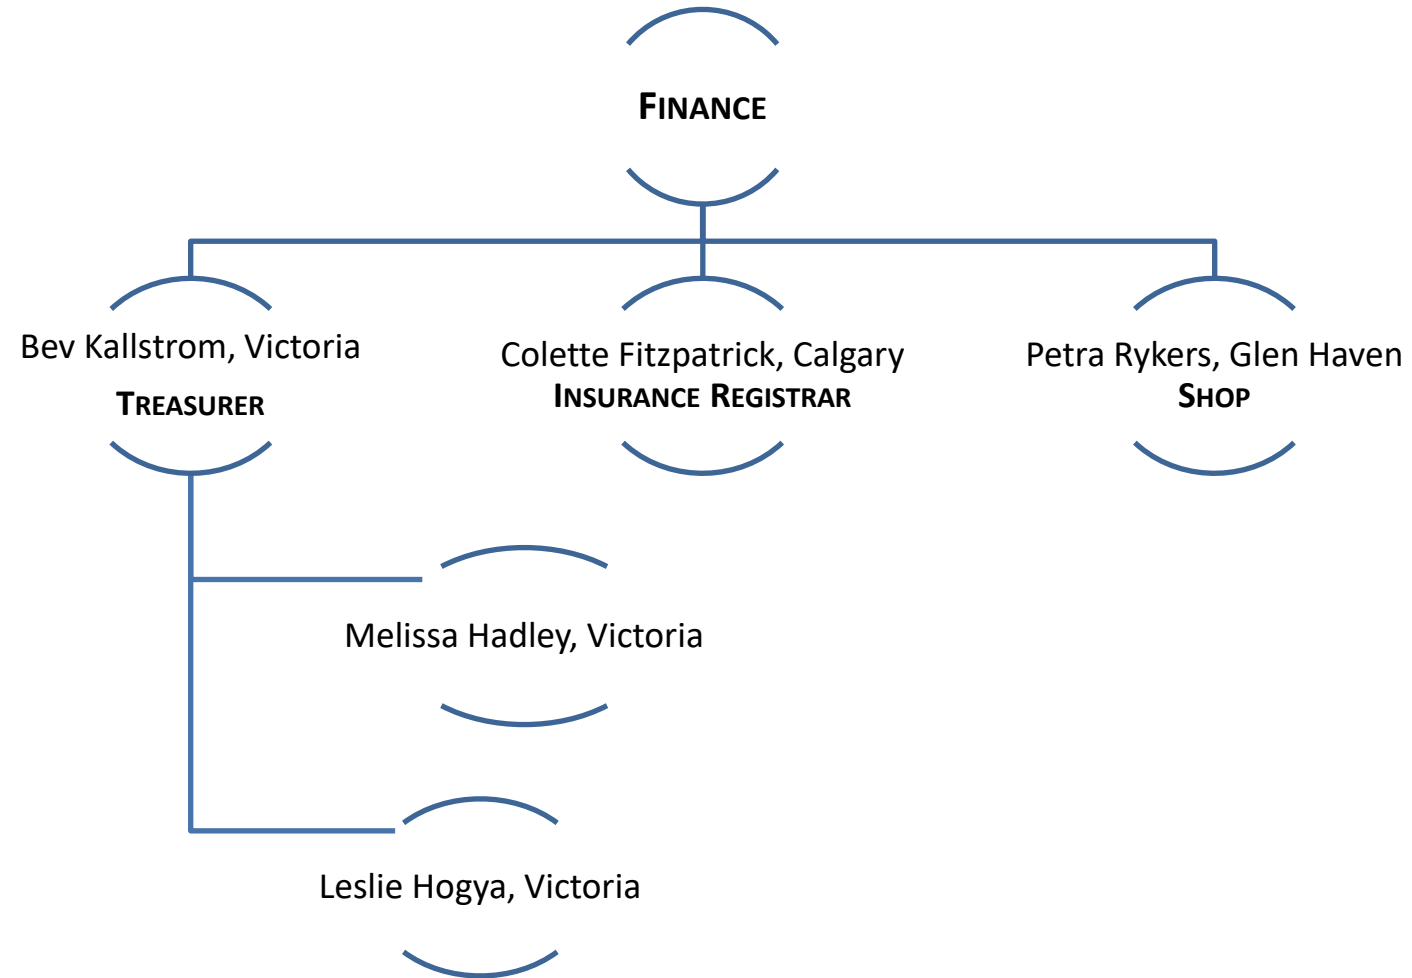 FINANCE
Bev Kallstrom, Victoria
TREASURER
Colette Fitzpatrick, Calgary
INSURANCE REGISTRAR
Petra Rykers, Glen Haven
SHOP
Melissa Hadley, Victoria
Leslie Hogya, Victoria